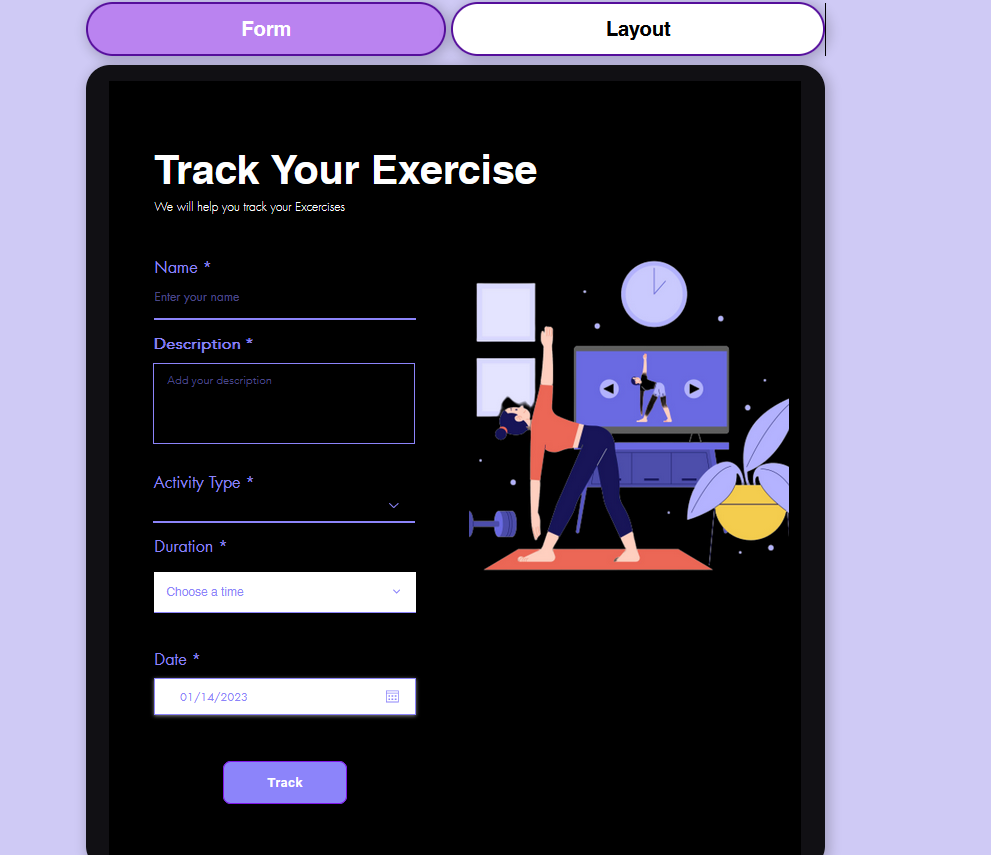 Form
Layout
Track Your Exercise
We will help you track your Excercises
Name *
Enter your name
Description *
Add your description
Activity Type *
Duration *
Choose a time
Date *
01/14/2023
Track